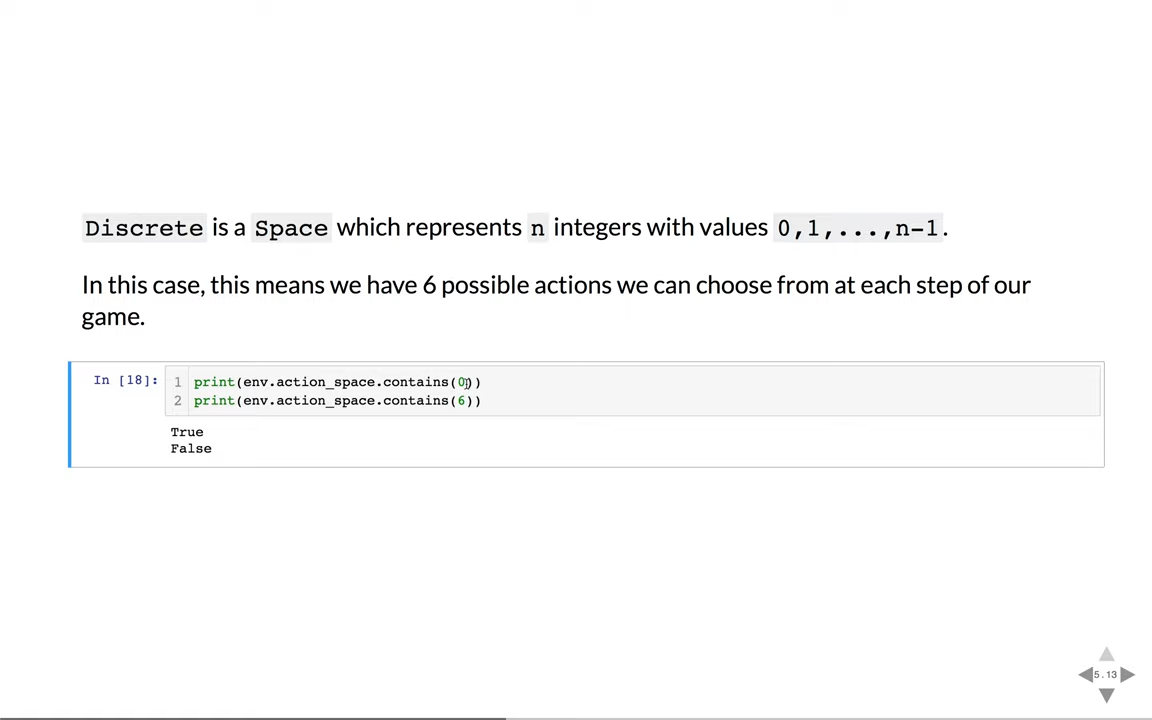 Discrete is a Space which represents n integers with values 0,1,...,n-1.
In this case, this means we have 6 possible actions we can choose from at each step of our
game.
In [18]: 1 print(env.action_space.contains(0))
2 print(env.action_space.contains(6))
True
False
5.13